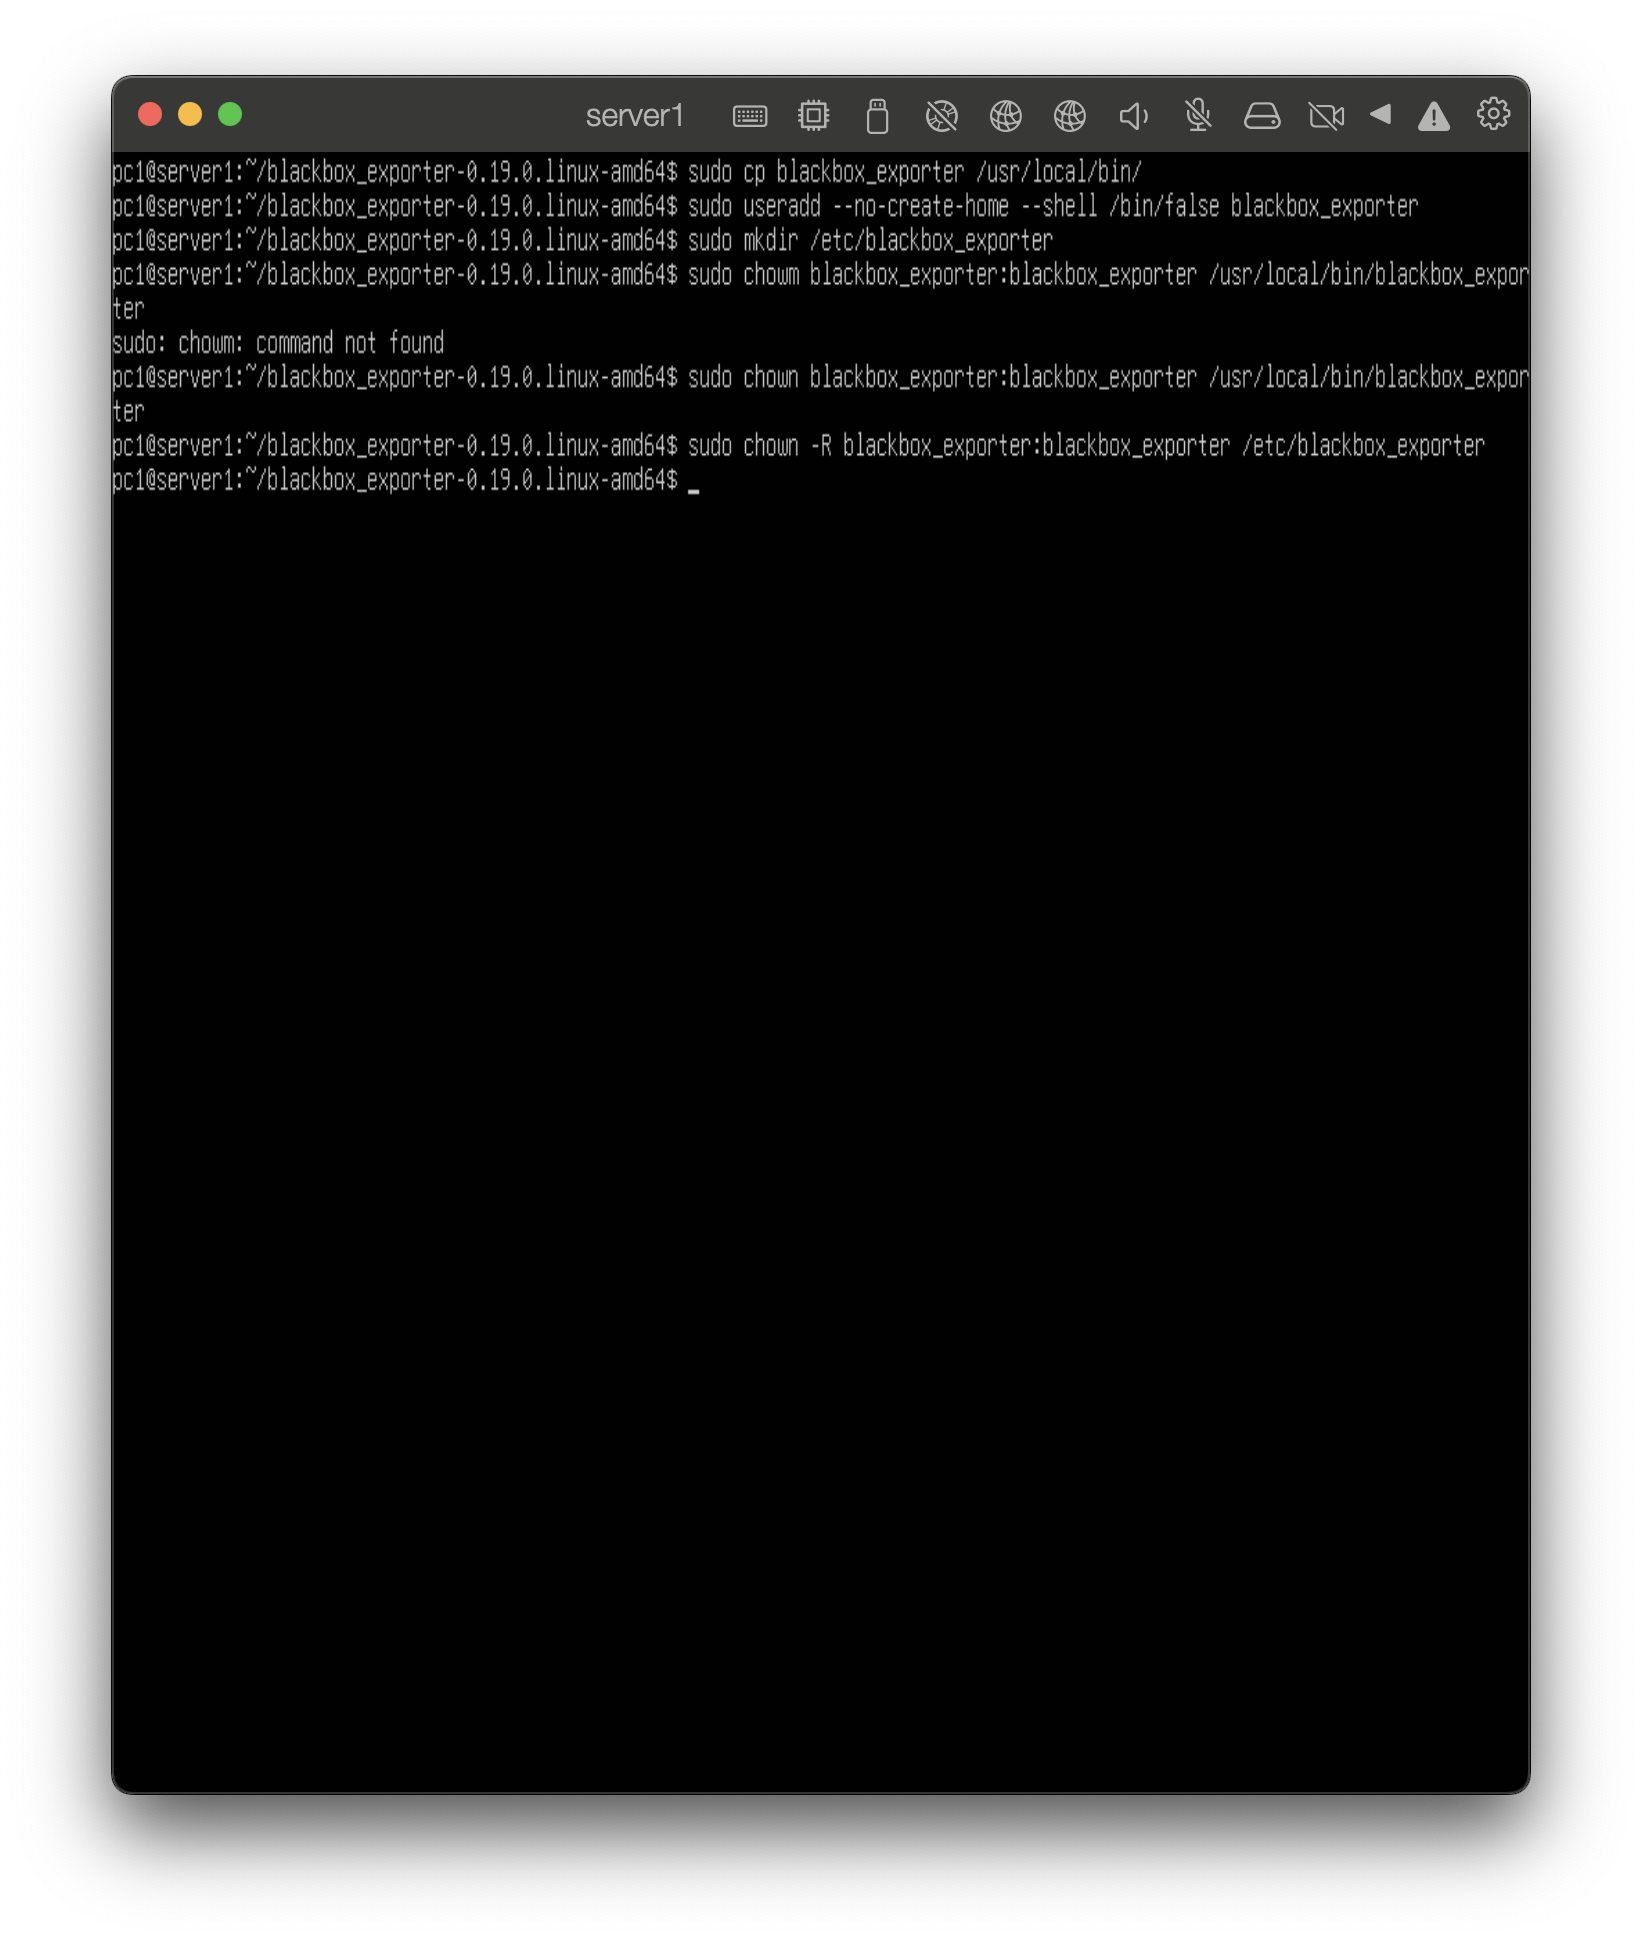 server1
pc1@server1:~/blackbox_exporter-0.19.0.linux-amd64$ sudo cp blackbox_exporter /usr/local/bin/
pc1@server1:~/blackbox_exporter-0.19.0.linux-amd64$ sudo useradd --no-create-home --shell /bin/false blackbox_exporter
pc1@server1:~/blackbox_exporter-0.19.0.linux-amd64$ sudo mkdir /etc/blackbox_exporter
pc1@server1:~/blackbox_exporter-0.19.0.linux-amd64$ sudo chowm blackbox_exporter:blackbox_exporter /usr/local/bin/blackbox_expor
ter
sudo: chowm: command not found
pc1@server1:~/blackbox_exporter-0.19.0.linux-amd64$ sudo chown blackbox_exporter:blackbox_exporter /usr/local/bin/blackbox_expor
ter
pc1@server1:~/blackbox_exporter-0.19.0.linux-amd64$ sudo chown -R blackbox_exporter:blackbox_exporter /etc/blackbox_exporter
pc1@server1:~/blackbox_exporter-0.19.0.linux-amd64$ _